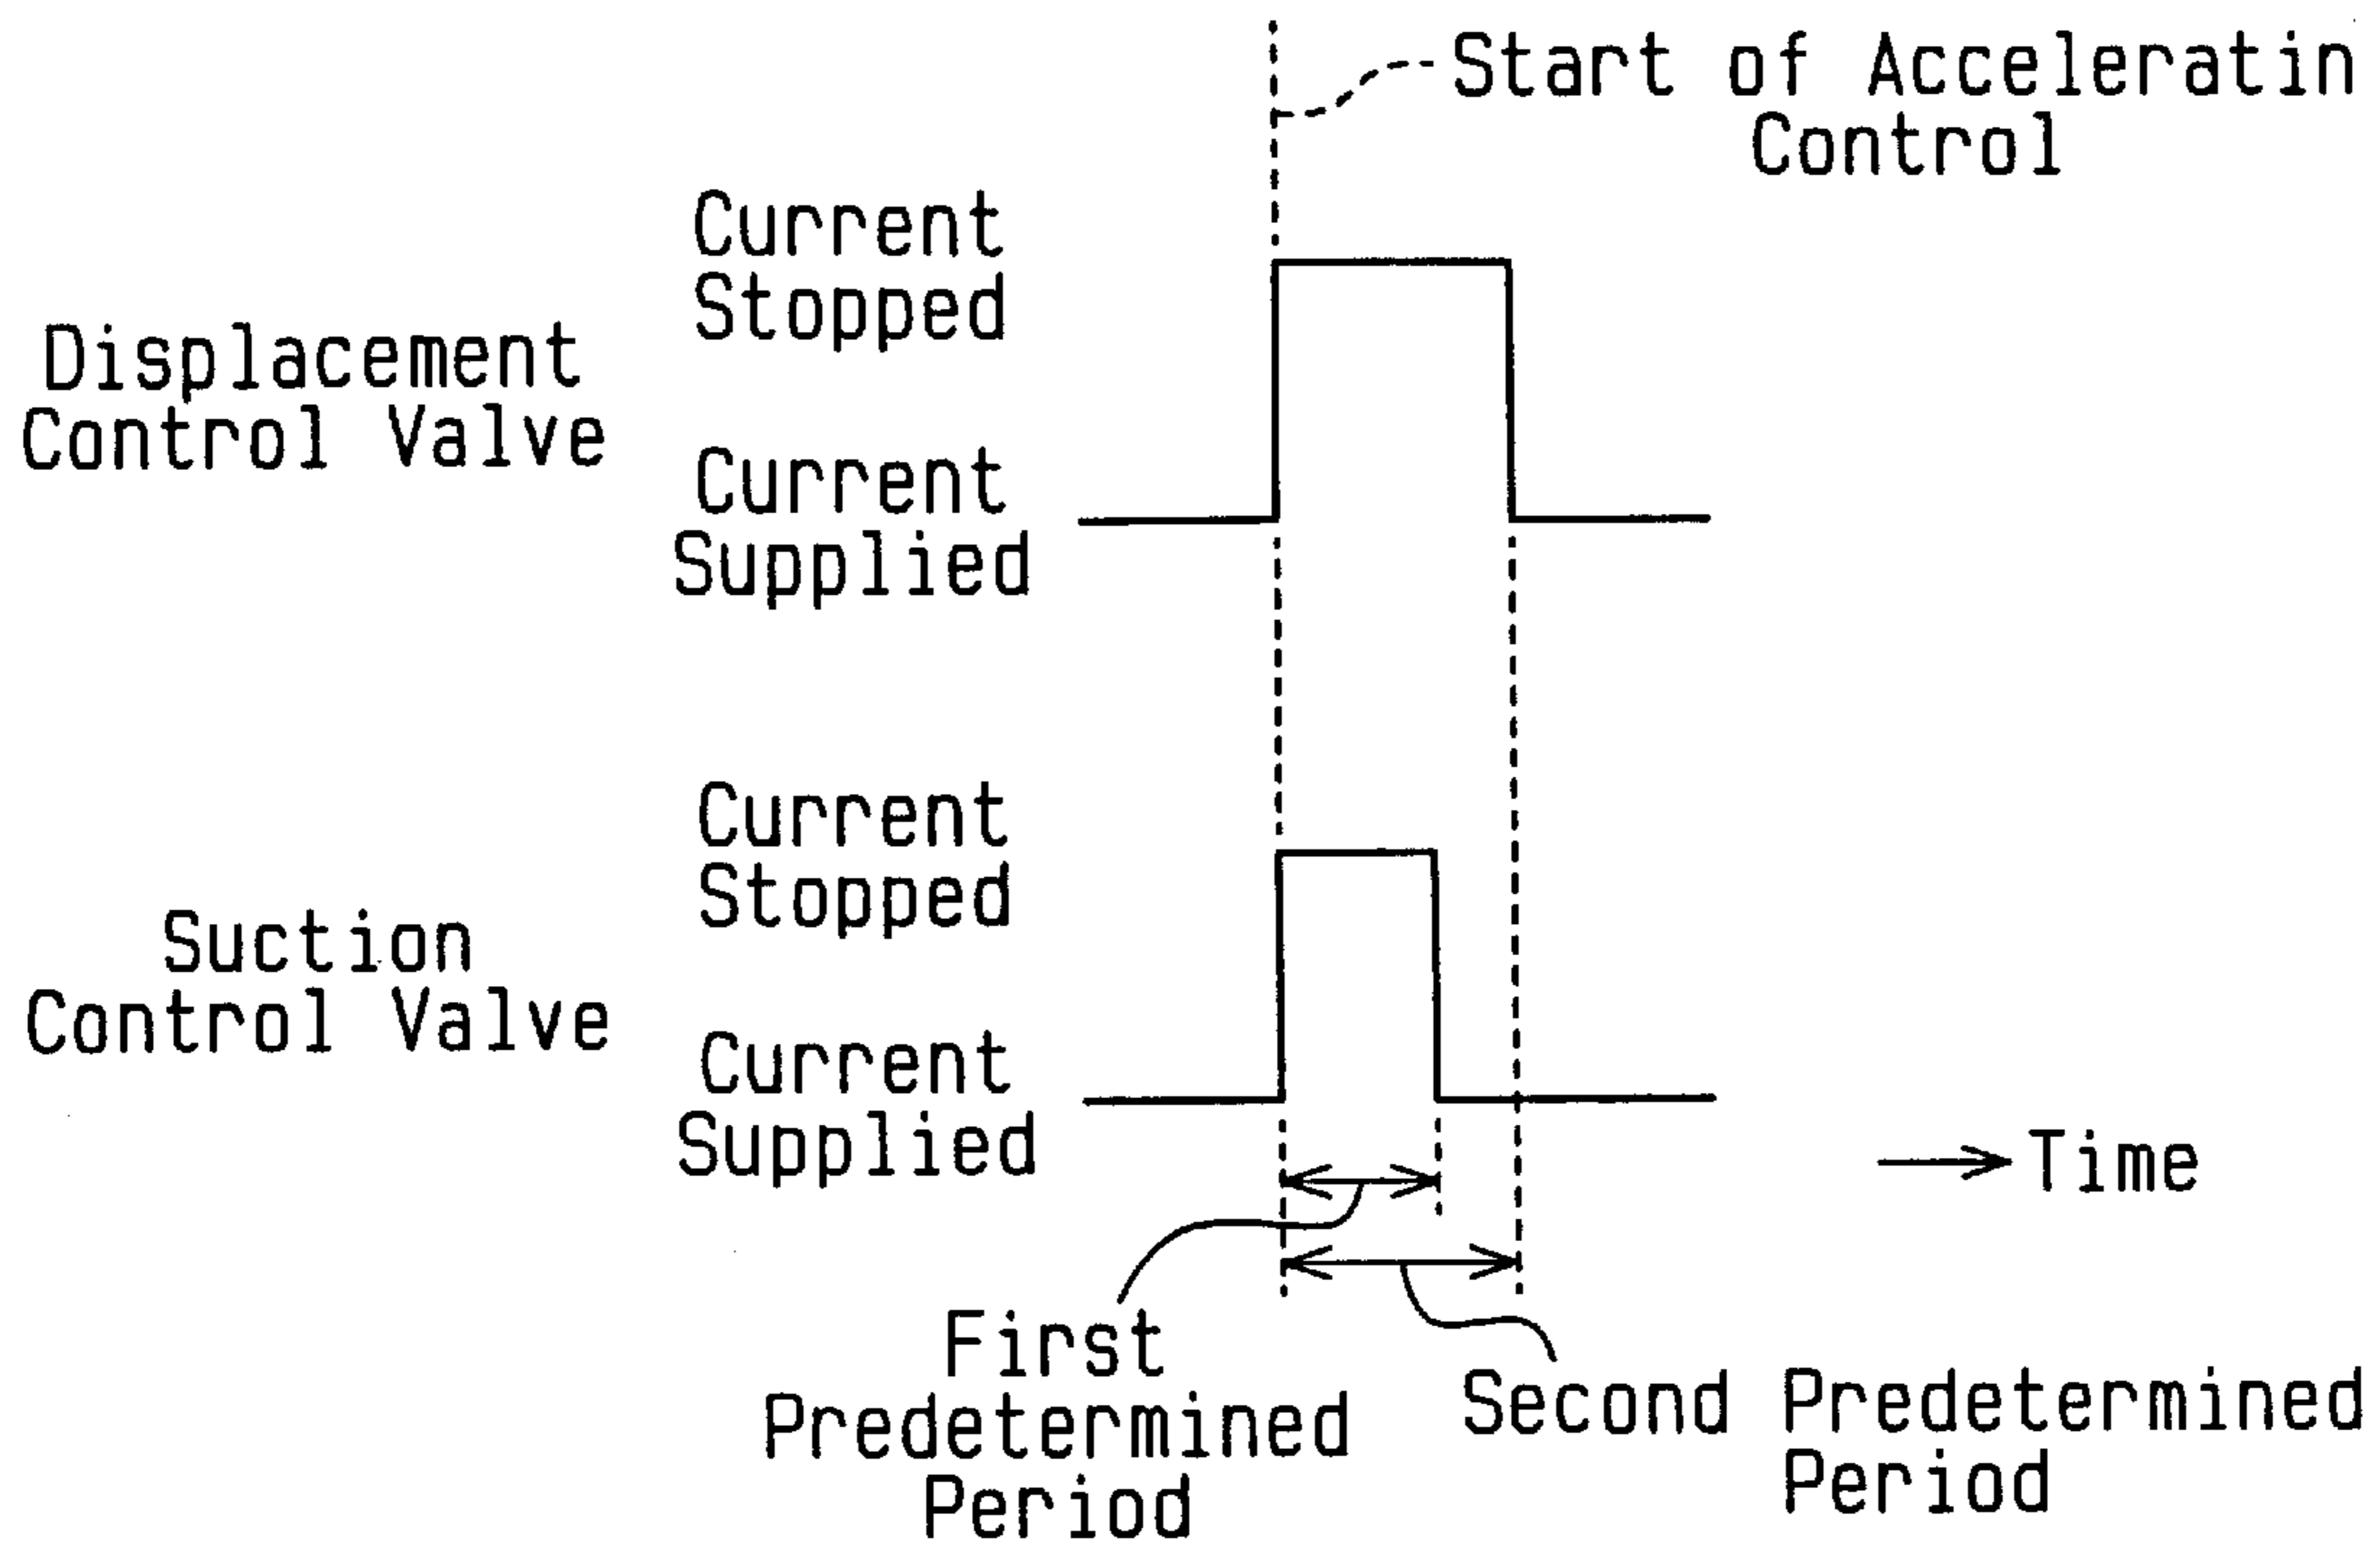 Start of Acceleratin
Control
Current
Stopped
Displacement
Control Valve
Current
Supplied
Current
Stopped
Suction
Control Valve
Current
Supplied
Time
First
Predetermined
Period
Second Predetermined
Period